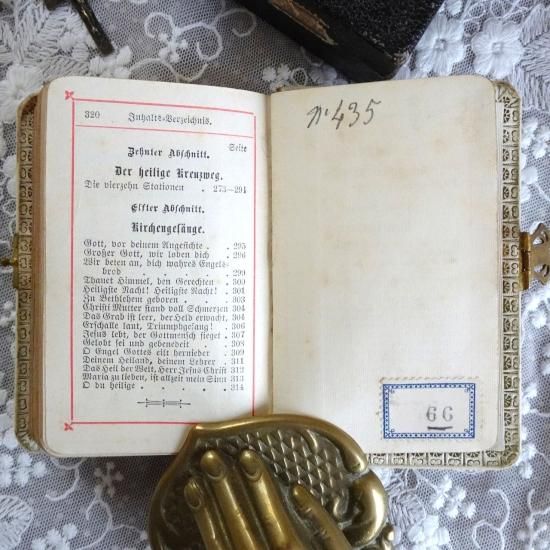 320 Inhalts-Verzeichnis.
Seite
Zehnter Abschnitt.
Der heilige Kreuzweg.
Die vierzehn Stationen . 273—294
Elfter Abschnitt.
Kirchengesänge.
Gott, vor deinem Angesichte . . 295
Großer Gott, wir loben dich . . 296
Wir beten an, dich wahres Engels-
brod . . . . . . 299
Thauet Himmel, den Gerechten . 300
Heiligste Nacht! Heiligste Nacht! . 301
Zu Bethlehem geboren . . . 303
Christi Mutter stand voll Schmerzen 304
Das Grab ist leer, der Held erwacht, 304
Erschalle laut, Triumphgesang! . 306
Jesus lebt, der Gottmensch sieget . 307
Gelobt sei und gebenedeit . . 308
O Engel Gottes eilt hernieder . 309
Deinem Heiland, deinem Lehrer . 311
Das Heil der Welt, Herr Jesus Christ 312
Maria zu lieben, ist allzeit mein Sinn 313
O du heilige . . . . . 314
No 435
66